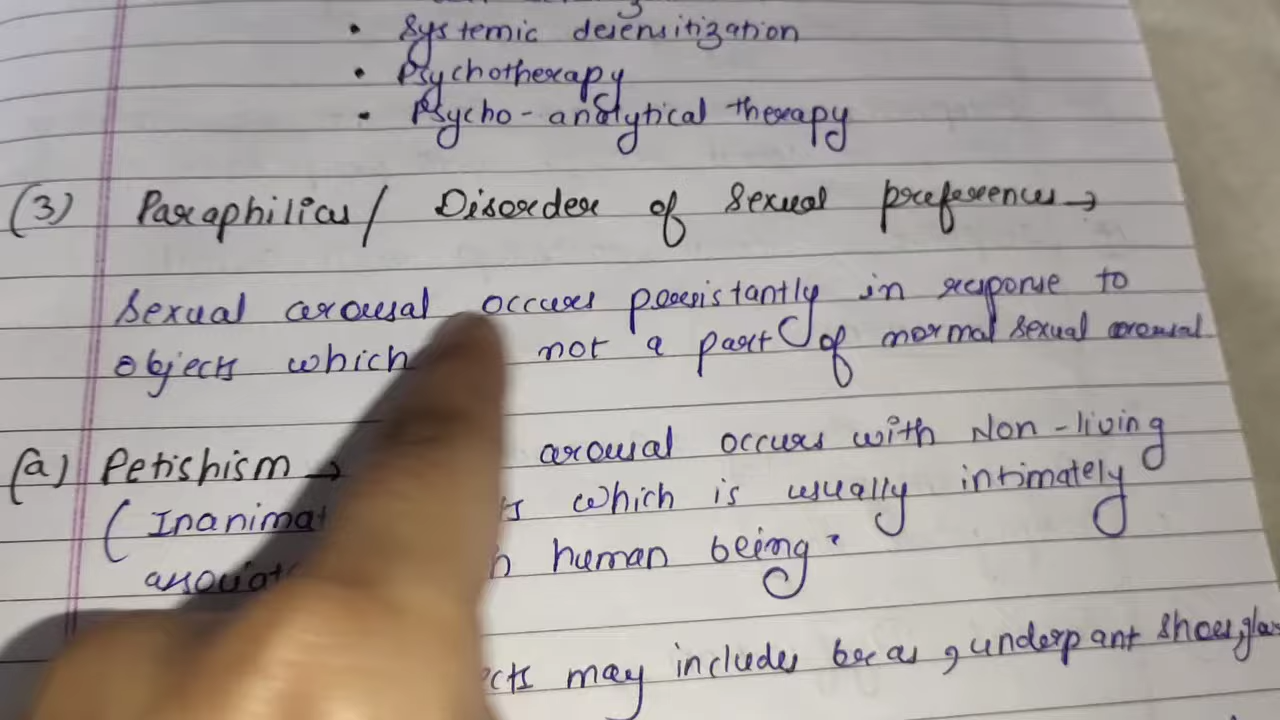 • Systemic desensitization
• Psychotherapy
• Psycho-analytical therapy
(3) Paraphilias / Disorder of Sexual preferences →
Sexual arousal occurs persistantly in response to
objects which not a part of normal sexual arousal
(a) Fetishism → arousal occurs with Non-living
(Inanimat which is usually intimately
human being.
may includes bras, underpant shoes,